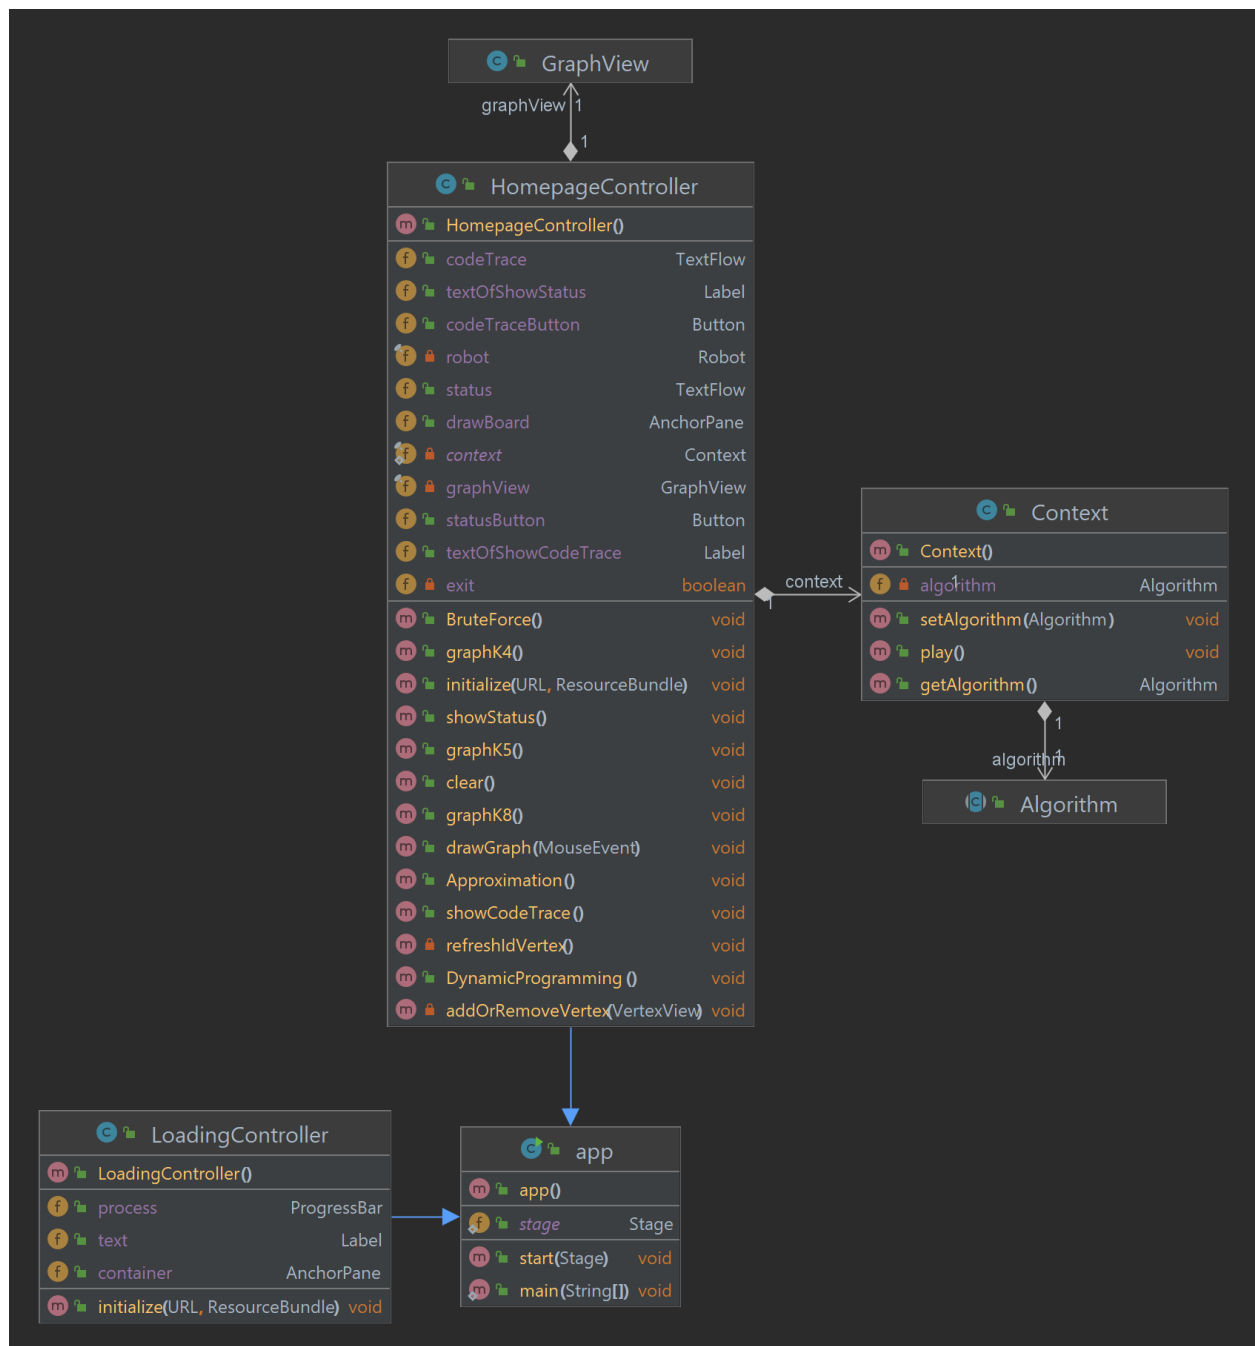 GraphView
graphView 1
1
HomepageController
HomepageController()
codeTrace TextFlow
textOfShowStatus Label
codeTraceButton Button
robot Robot
status TextFlow
drawBoard AnchorPane
context Context
graphView GraphView
statusButton Button
textOfShowCodeTrace Label
exit boolean
BruteForce() void
graphK4() void
initialize(URL, ResourceBundle) void
showStatus() void
graphK5() void
clear() void
graphK8() void
drawGraph(MouseEvent) void
Approximation() void
showCodeTrace() void
refreshIdVertex() void
DynamicProgramming() void
addOrRemoveVertex(VertexView) void
context
1
1
Context
Context()
algorithm Algorithm
setAlgorithm(Algorithm) void
play() void
getAlgorithm() Algorithm
1
algorithm 1
Algorithm
LoadingController
LoadingController()
process ProgressBar
text Label
container AnchorPane
initialize(URL, ResourceBundle) void
app
app()
stage Stage
start(Stage) void
main(String[]) void